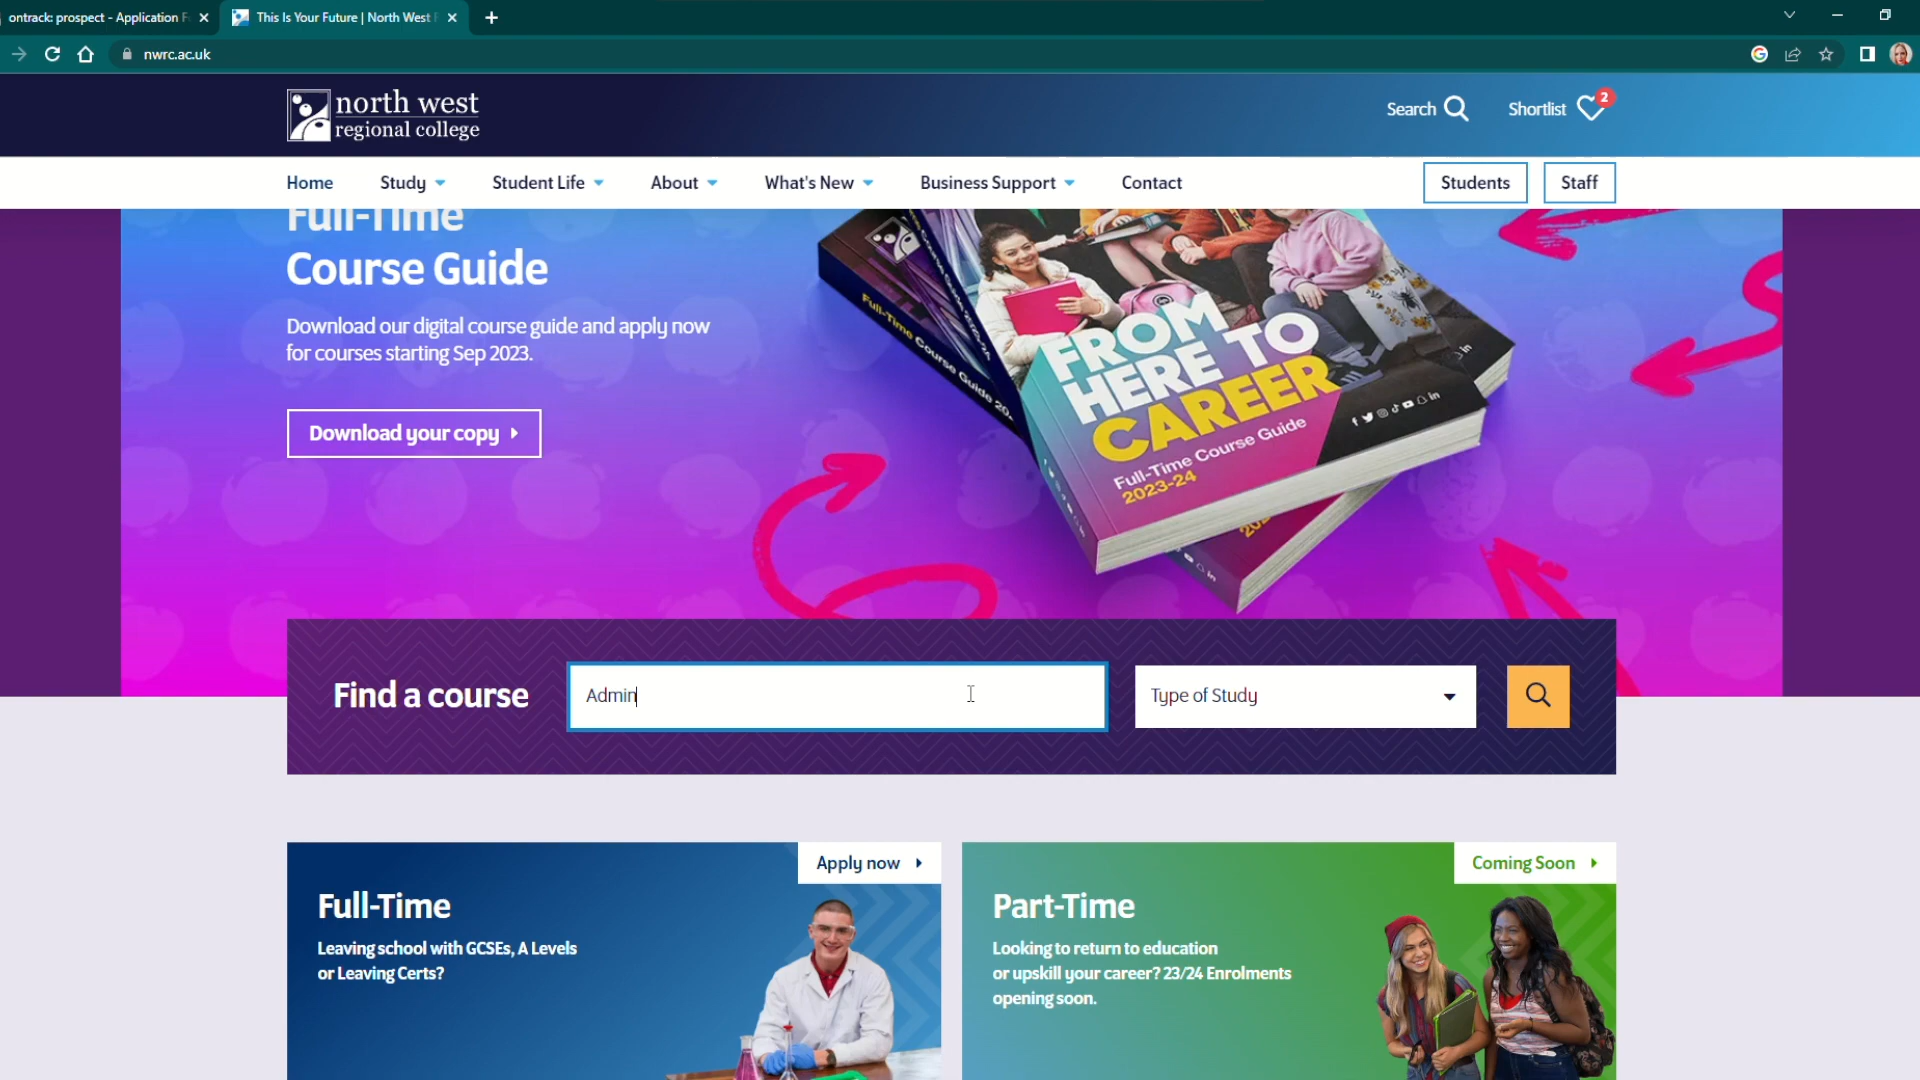 ontrack: prospect - Application F
This Is Your Future | North West R
nwrc.ac.uk
north west
regional college
Search
Shortlist
2
Home
Study
Student Life
About
What's New
Business Support
Contact
Students
Staff
Full-Time
Course Guide
Download our digital course guide and apply now
for courses starting Sep 2023.
Download your copy
Full-Time Course Guide 20
FROM
HERE TO
CAREER
Full-Time Course Guide
2023-24
Find a course
Admin
Type of Study
Apply now
Full-Time
Leaving school with GCSEs, A Levels
or Leaving Certs?
Coming Soon
Part-Time
Looking to return to education
or upskill your career? 23/24 Enrolments
opening soon.